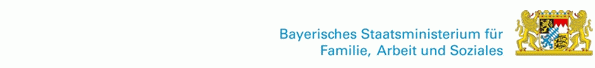 Bayerisches Staatsministerium für
Familie, Arbeit und Soziales